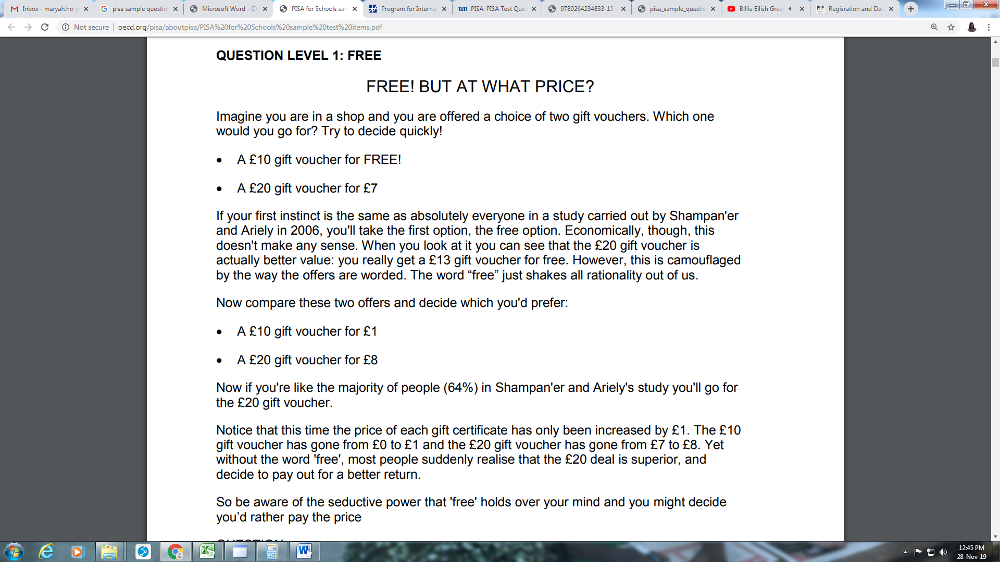 Inbox - maryah.ho-y
pisa sample questio
Microsoft Word - CY
PISA for Schools sam
Program for Interna
TUM PISA: PISA Test Que
9789264234833-15-
pisa_sample_questio
Billie Eilish Grea
PHP Regisration and Dat
Not secure | oecd.org/pisa/aboutpisa/PISA%20for%20Schools%20sample%20test%20items.pdf
QUESTION LEVEL 1: FREE
FREE! BUT AT WHAT PRICE?
Imagine you are in a shop and you are offered a choice of two gift vouchers. Which one
would you go for? Try to decide quickly!
• A £10 gift voucher for FREE!
• A £20 gift voucher for £7
If your first instinct is the same as absolutely everyone in a study carried out by Shampan'er
and Ariely in 2006, you'll take the first option, the free option. Economically, though, this
doesn't make any sense. When you look at it you can see that the £20 gift voucher is
actually better value: you really get a £13 gift voucher for free. However, this is camouflaged
by the way the offers are worded. The word “free” just shakes all rationality out of us.
Now compare these two offers and decide which you'd prefer:
• A £10 gift voucher for £1
• A £20 gift voucher for £8
Now if you're like the majority of people (64%) in Shampan'er and Ariely's study you'll go for
the £20 gift voucher.
Notice that this time the price of each gift certificate has only been increased by £1. The £10
gift voucher has gone from £0 to £1 and the £20 gift voucher has gone from £7 to £8. Yet
without the word 'free', most people suddenly realise that the £20 deal is superior, and
decide to pay out for a better return.
So be aware of the seductive power that 'free' holds over your mind and you might decide
you’d rather pay the price
QUESTION
12:45 PM
28-Nov-19